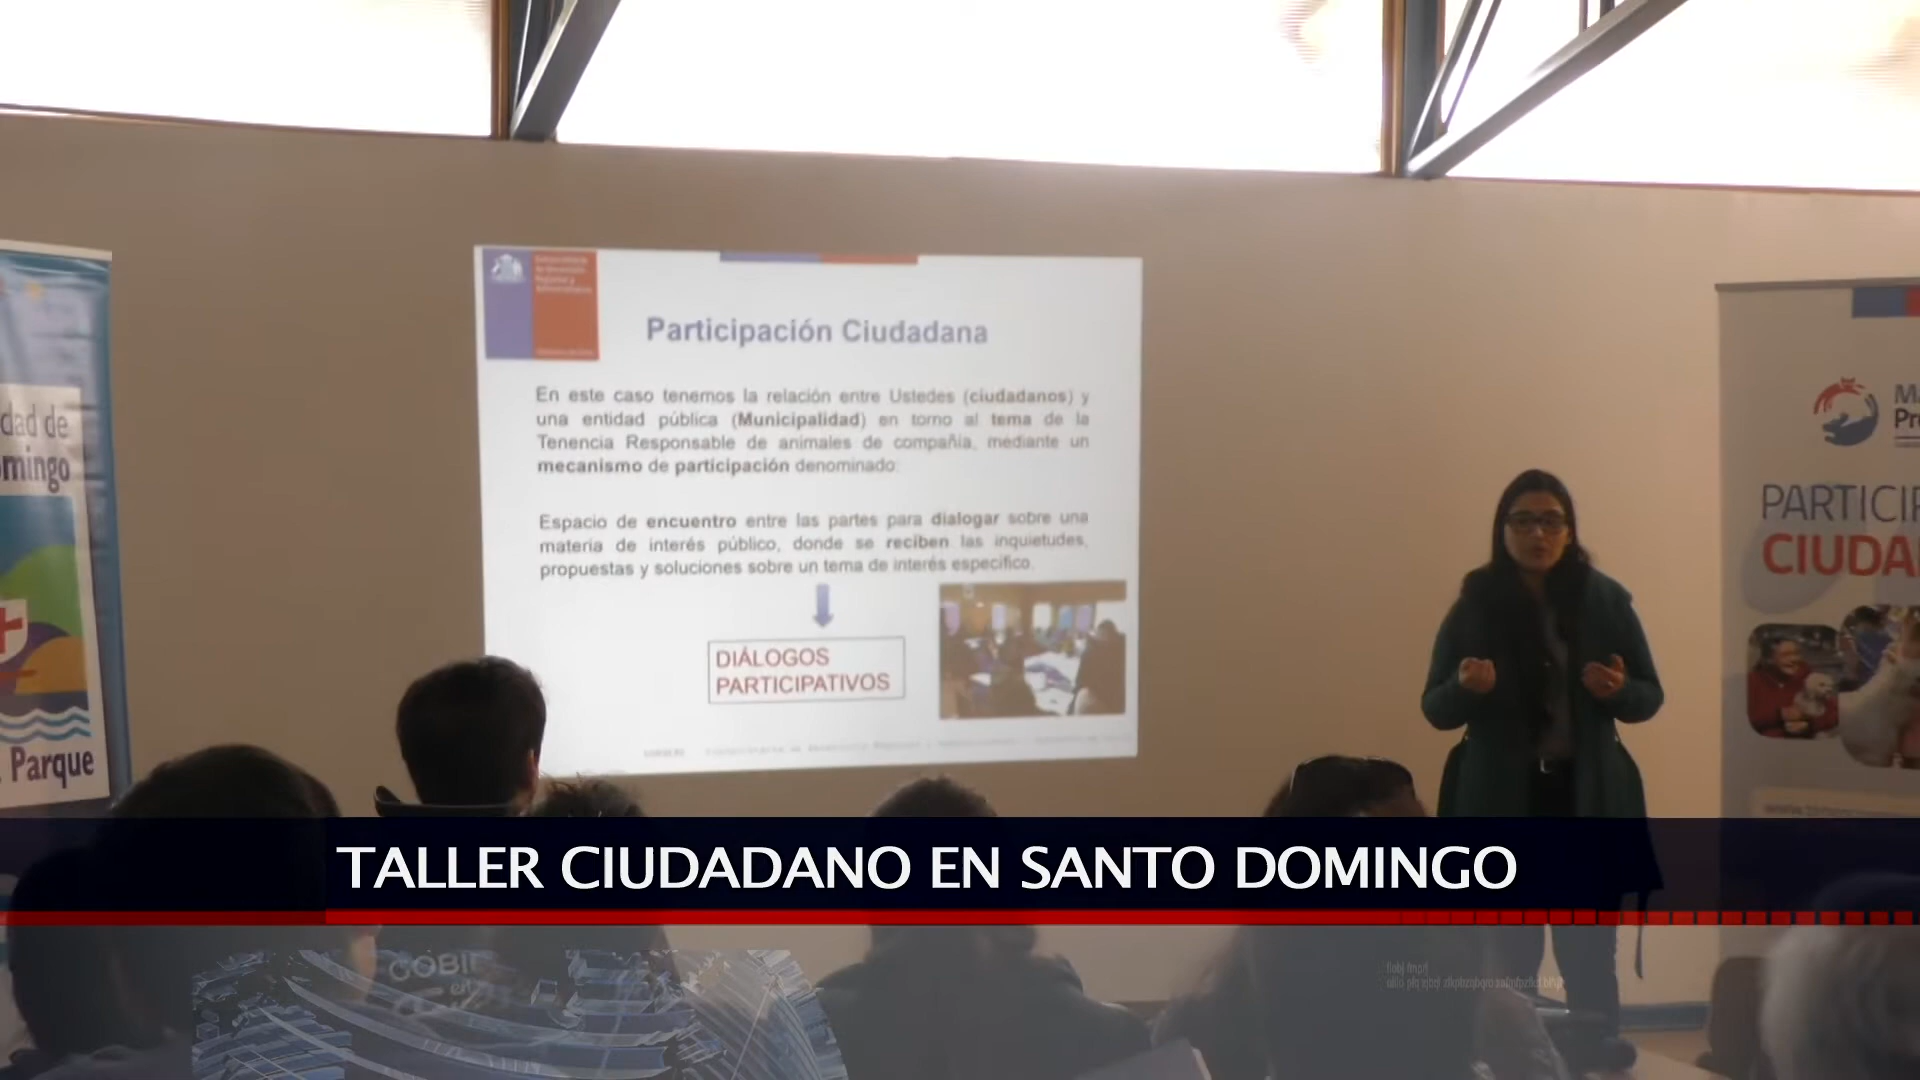 Participación Ciudadana
En este caso tenemos la relación entre Ustedes (ciudadanos) y
una entidad pública (Municipalidad) en torno al tema de la
Tenencia Responsable de animales de compañía, mediante un
mecanismo de participación denominado:
Espacio de encuentro entre las partes para dialogar sobre una
materia de interés público, donde se reciben las inquietudes,
propuestas y soluciones sobre un tema de interés específico.
DIÁLOGOS
PARTICIPATIVOS
dad de
omingo
Parque
PARTICIP
CIUDA
TALLER CIUDADANO EN SANTO DOMINGO